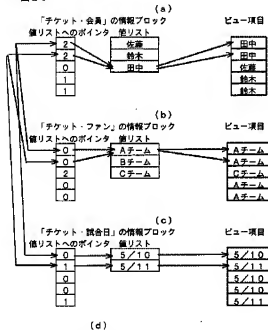 (a)
「チケット・会員」の情報ブロック
値リストへのポインタ 値リスト ビュー項目
2 佐藤 田中
2 鈴木 田中
0 田中 佐藤
1 鈴木
1 鈴木
(b)
「チケット・ファン」の情報ブロック
値リストへのポインタ 値リスト ビュー項目
0 Aチーム Aチーム
0 Bチーム Aチーム
2 Cチーム Cチーム
0 Aチーム
0 Aチーム
(c)
「チケット・試合日」の情報ブロック
値リストへのポインタ 値リスト ビュー項目
0 5/10 5/10
1 5/11 5/11
0 5/10
0 5/10
1 5/11
(d)